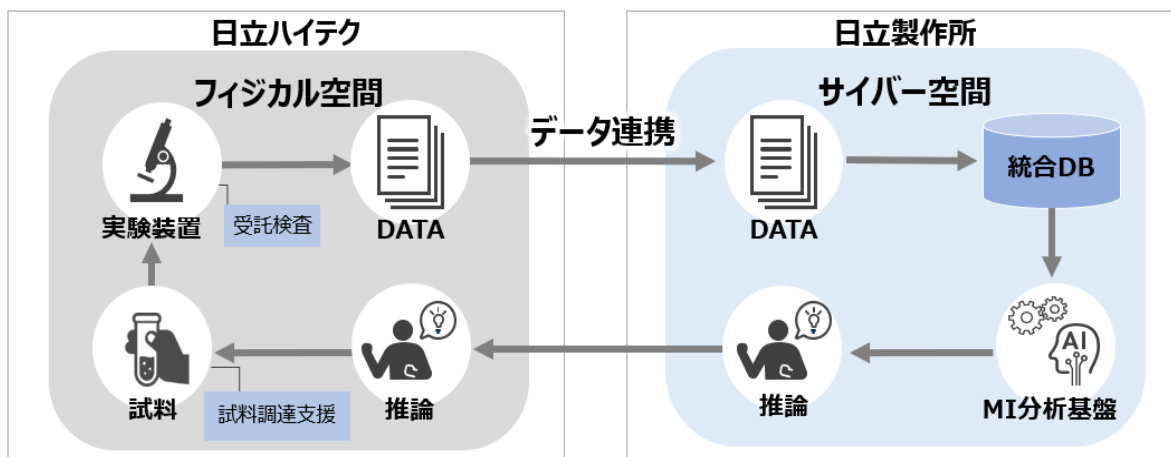 日立ハイテク
フィジカル空間
実験装置
受託検査
DATA
試料
試料調達支援
推論
データ連携
日立製作所
サイバー空間
DATA
統合DB
推論
AI
MI分析基盤